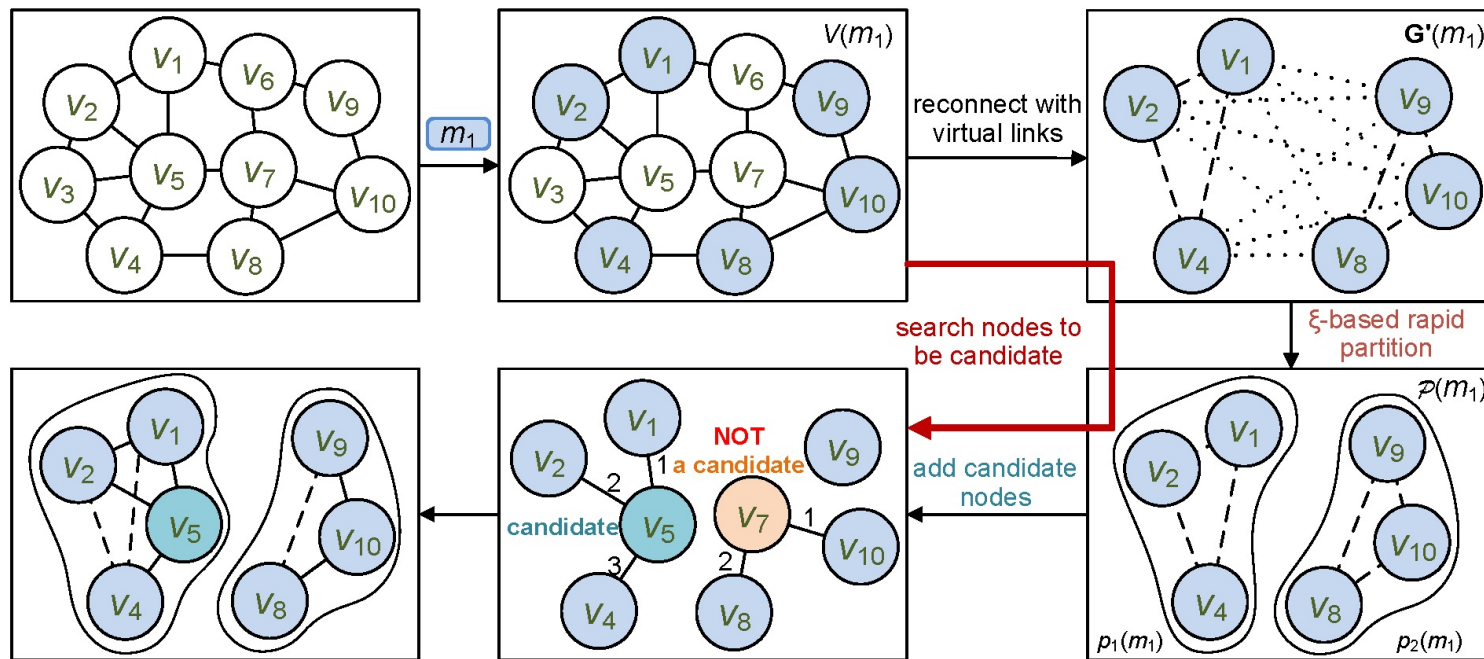 v1
v6
v2
v9
v5
v7
v3
v10
v4
v8
m1
V(m1)
v1
v6
v2
v9
v5
v7
v3
v10
v4
v8
reconnect with
virtual links
G'(m1)
v1
v2
v9
v10
v4
v8
search nodes to
be candidate
ξ-based rapid
partition
v1
v2
v9
v5
v10
v4
v8
v1
NOT
v2
a candidate
v9
1
2
v7
1
candidate
v5
v10
3
2
v4
v8
add candidate
nodes
𝒫(m1)
v1
v9
v2
v10
v4
v8
p1(m1)
p2(m1)